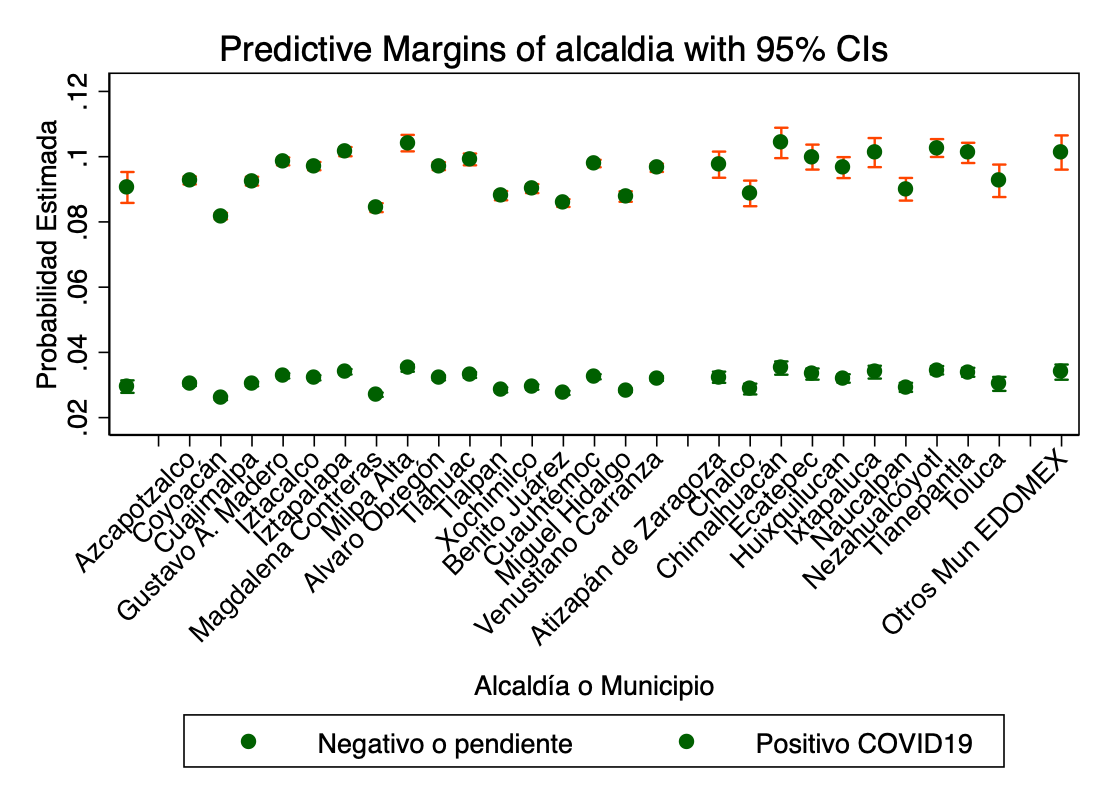 Predictive Margins of alcaldia with 95% CIs
Probabilidad Estimada
.12
.1
.08
.06
.04
.02
Azcapotzalco
Coyoacán
Cuajimalpa
Gustavo A. Madero
Iztacalco
Iztapalapa
Magdalena Contreras
Milpa Alta
Alvaro Obregón
Tláhuac
Tlalpan
Xochimilco
Benito Juárez
Cuauhtémoc
Miguel Hidalgo
Venustiano Carranza
Atizapán de Zaragoza
Chalco
Chimalhuacán
Ecatepec
Huixquilucan
Ixtapaluca
Naucalpan
Nezahualcoyotl
Tlanepantla
Toluca
Otros Mun EDOMEX
Alcaldía o Municipio
Negativo o pendiente
Positivo COVID19